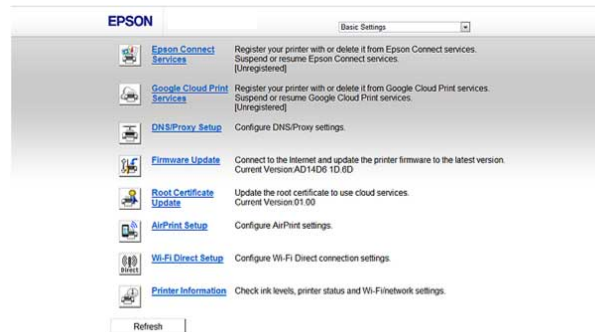 EPSON
Basic Settings
Epson Connect Services
Register your printer with or delete it from Epson Connect services.
Suspend or resume Epson Connect services.
[Unregistered]
Google Cloud Print Services
Register your printer with or delete it from Google Cloud Print services.
Suspend or resume Google Cloud Print services.
[Unregistered]
DNS/Proxy Setup
Configure DNS/Proxy settings.
Firmware Update
Connect to the Internet and update the printer firmware to the latest version.
Current Version:AD14D6 1D.6D
Root Certificate Update
Update the root certificate to use cloud services.
Current Version:01.00
AirPrint Setup
Configure AirPrint settings.
Direct
Wi-Fi Direct Setup
Configure Wi-Fi Direct connection settings.
Printer Information
Check ink levels, printer status and Wi-Fi/network settings.
Refresh